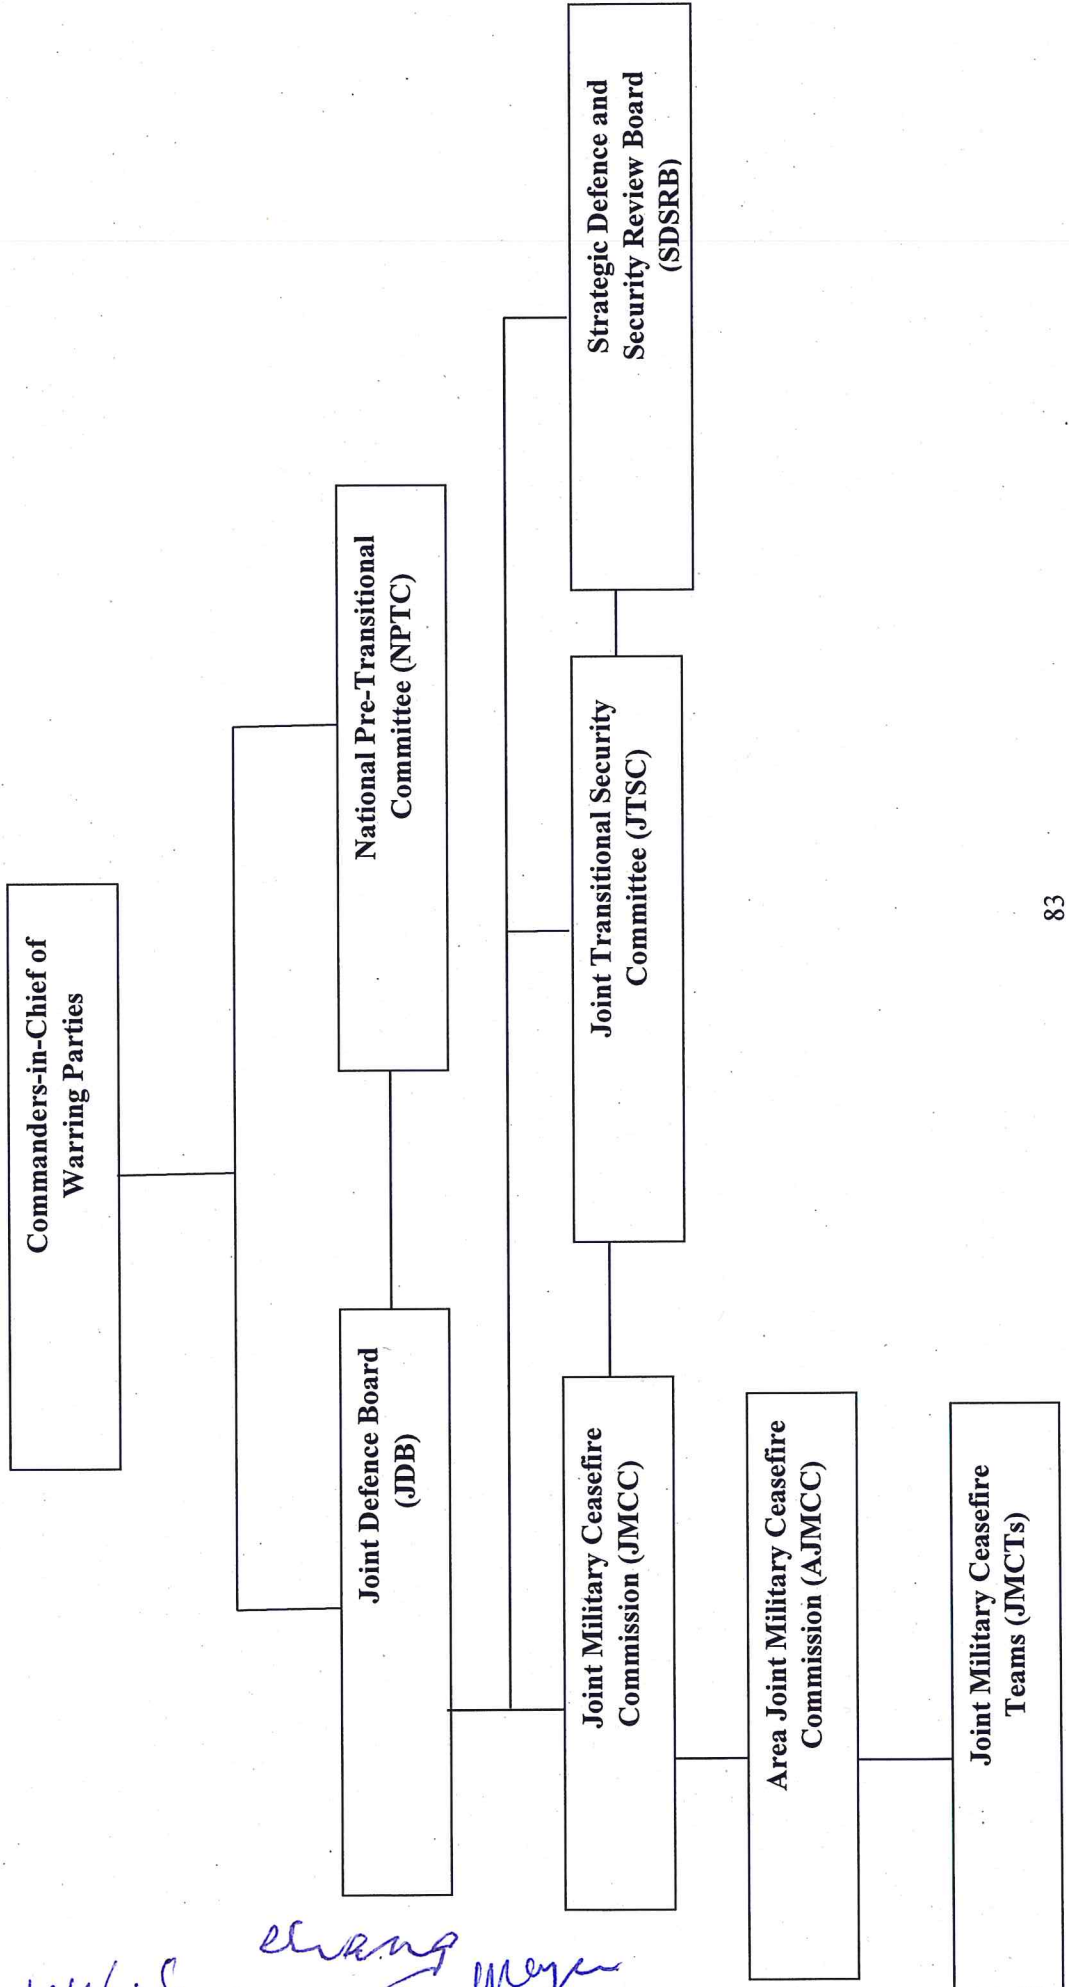 Commanders-in-Chief of
Warring Parties
Joint Defence Board
(JDB)
National Pre-Transitional
Committee (NPTC)
Joint Military Ceasefire
Commission (JMCC)
Joint Transitional Security
Committee (JTSC)
Strategic Defence and
Security Review Board
(SDSRB)
Area Joint Military Ceasefire
Commission (AJMCC)
Joint Military Ceasefire
Teams (JMCTs)
83